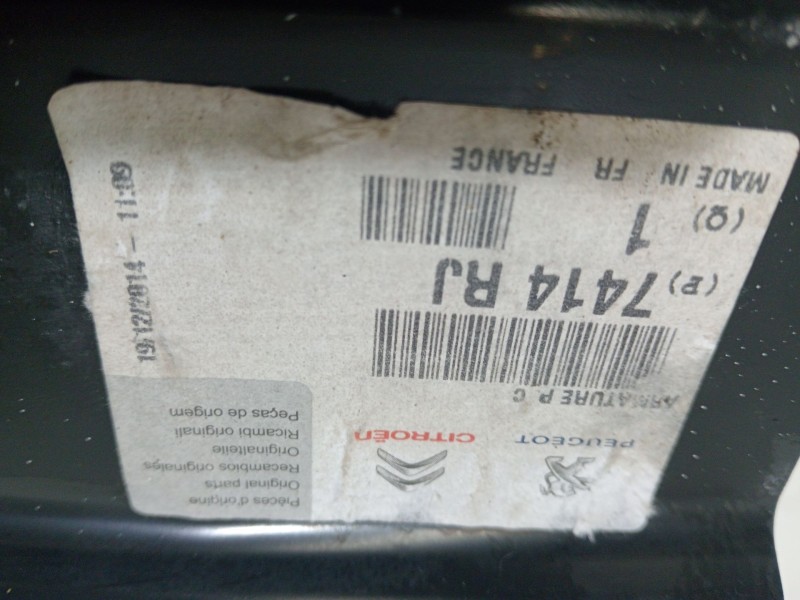 PEUGEOT
CITROËN
Pièces d'origine
Original parts
Recambios originales
Originalteile
Ricambi originali
Peças de origem
ARMATURE P C
(P) 7414 RJ
(Q) 1
MADE IN FR FRANCE
19/12/2014 - 11:09